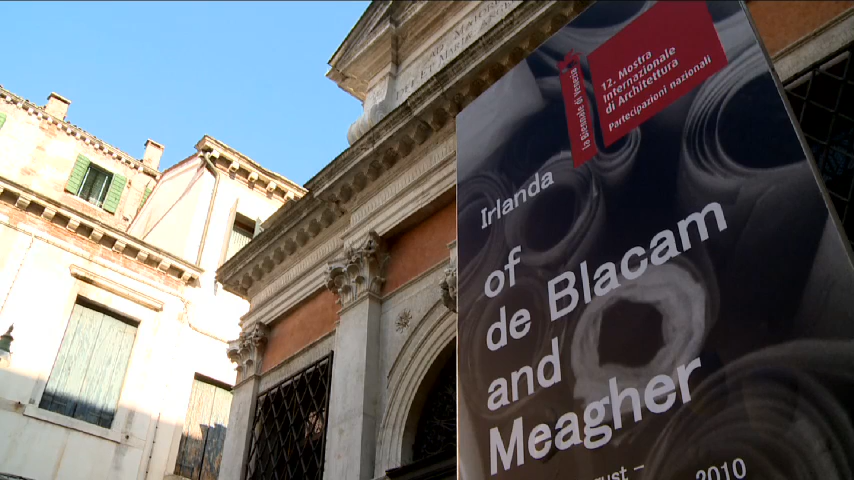 la Biennale di Venezia
12. Mostra
Internazionale
di Architettura
Partecipazioni nazionali
Irlanda
of
de Blacam
and
Meagher
2010